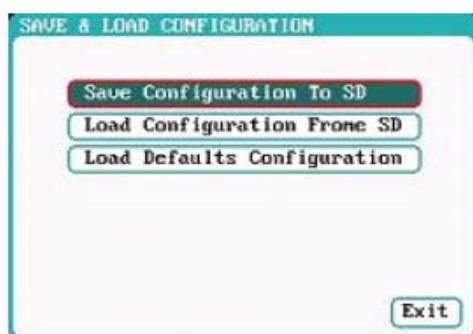 SAVE & LOAD CONFIGURATION
Save Configuration To SD
Load Configuration Frome SD
Load Defaults Configuration
Exit